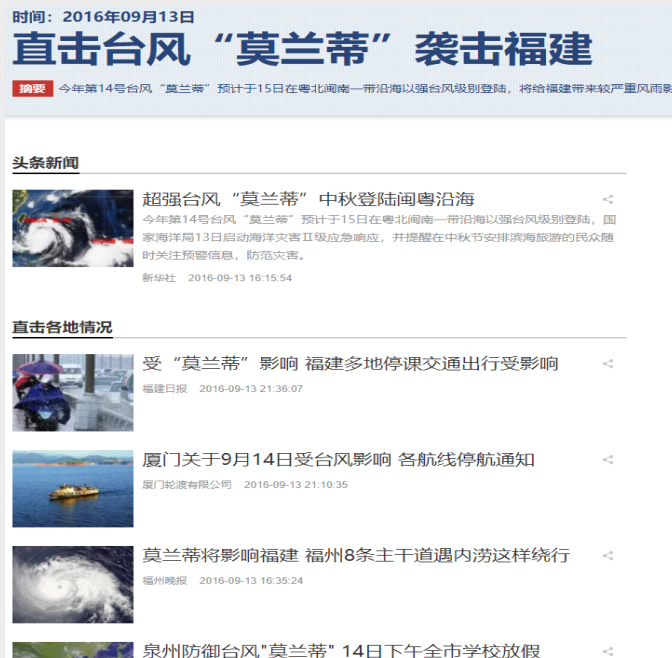 时间：2016年09月13日
直击台风“莫兰蒂”袭击福建
摘要 今年第14号台风“莫兰蒂”预计于15日在粤北闽南一带沿海以强台风级别登陆，将给福建带来较严重风雨影
头条新闻
超强台风“莫兰蒂”中秋登陆闽粤沿海
今年第14号台风“莫兰蒂”预计于15日在粤北闽南一带沿海以强台风级别登陆，国
家海洋局13日启动海洋灾害Ⅱ级应急响应，并提醒在中秋节安排滨海旅游的民众随
时关注预警信息，防范灾害。
新华社 2016-09-13 16:15:54
直击各地情况
受“莫兰蒂”影响 福建多地停课交通出行受影响
福建日报 2016-09-13 21:36:07
厦门关于9月14日受台风影响 各航线停航通知
厦门轮渡有限公司 2016-09-13 21:10:35
莫兰蒂将影响福建 福州8条主干道遇内涝这样绕行
福州晚报 2016-09-13 16:35:24
泉州防御台风"莫兰蒂" 14日下午全市学校放假